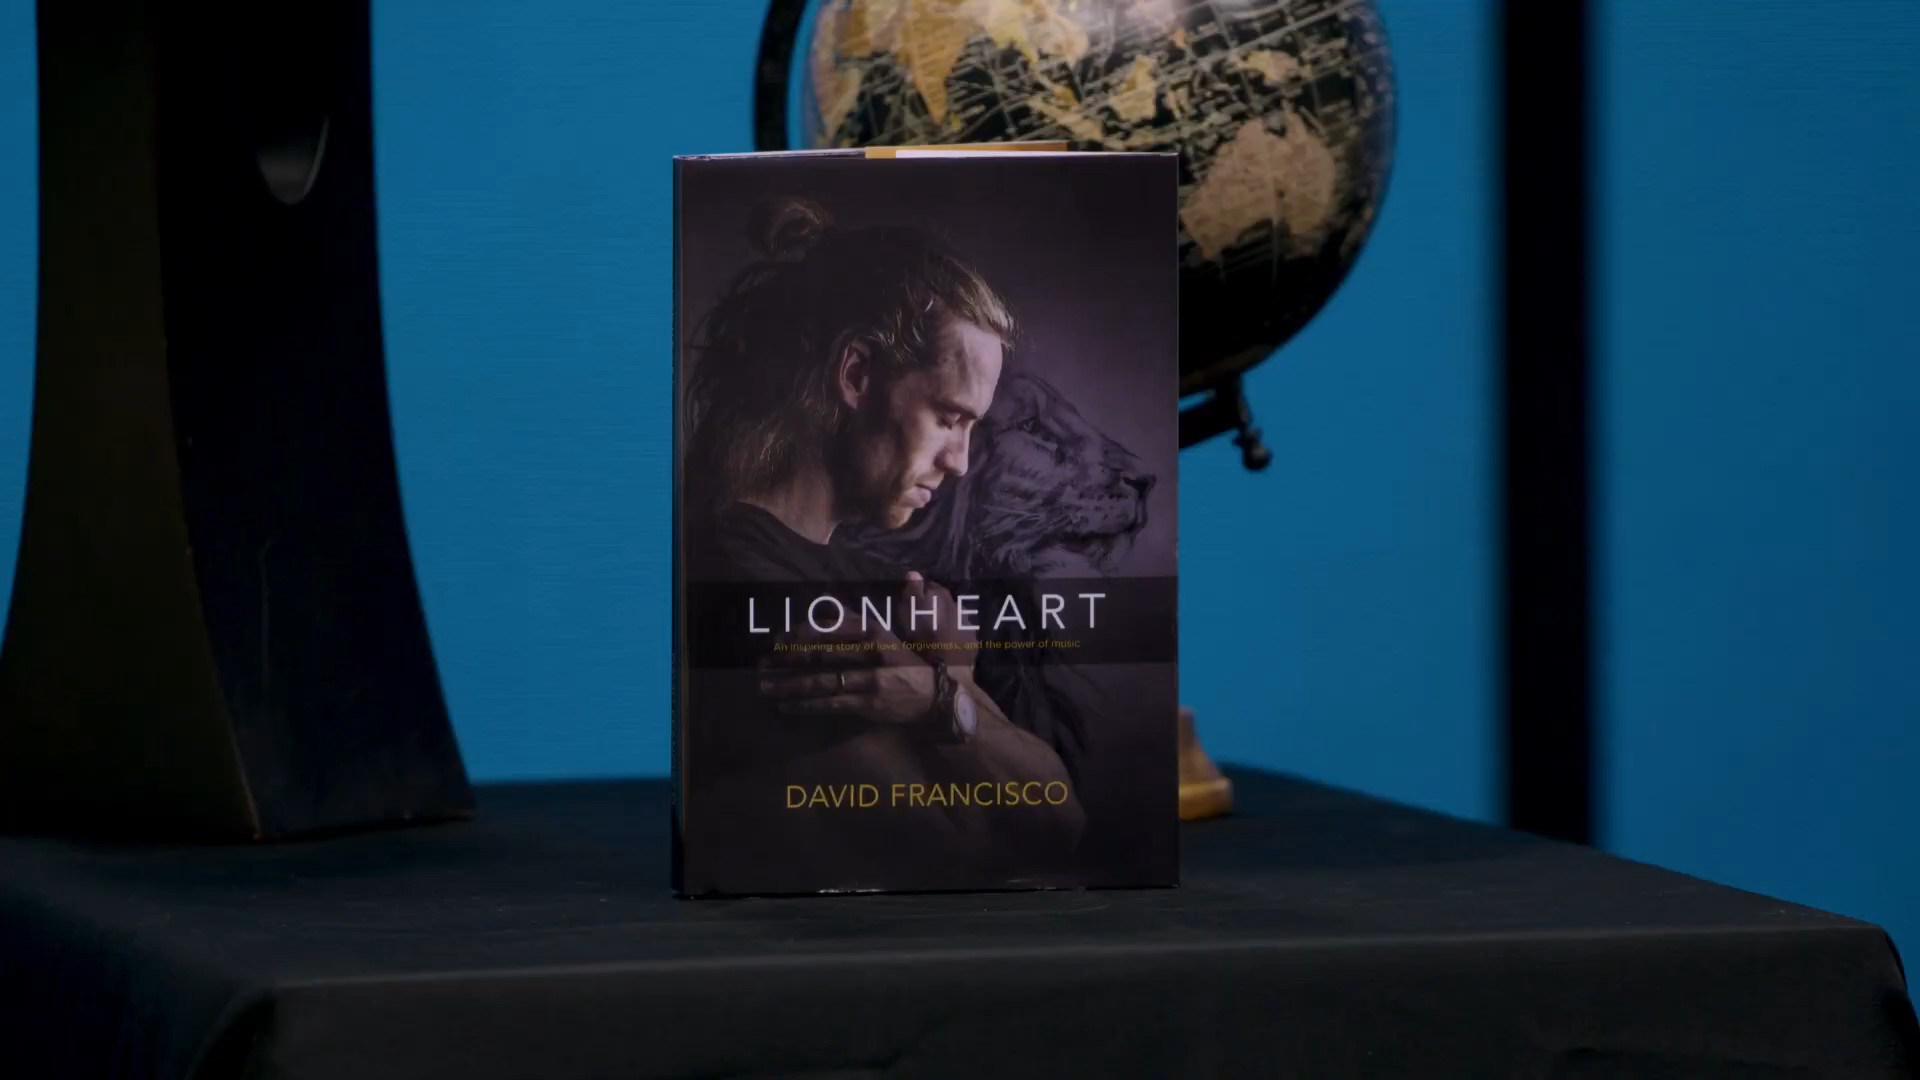 LIONHEART
An inspiring story of love, forgiveness, and the power of music
DAVID FRANCISCO